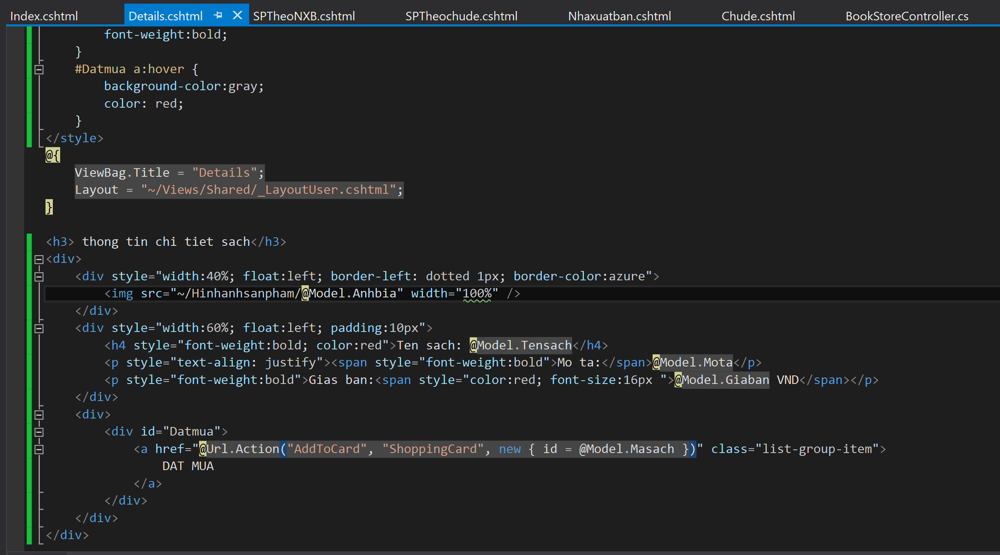 Index.cshtml Details.cshtml SPTheoNXB.cshtml SPTheochude.cshtml Nhaxuatban.cshtml Chude.cshtml BookStoreController.cs
font-weight:bold;
}
#Datmua a:hover {
background-color:gray;
color: red;
}
</style>
@{
ViewBag.Title = "Details";
Layout = "~/Views/Shared/_LayoutUser.cshtml";
}
<h3> thong tin chi tiet sach</h3>
<div>
<div style="width:40%; float:left; border-left: dotted 1px; border-color:azure">
<img src="~/Hinhanhsanpham/@Model.Anhbia" width="100%" />
</div>
<div style="width:60%; float:left; padding:10px">
<h4 style="font-weight:bold; color:red">Ten sach: @Model.Tensach</h4>
<p style="text-align: justify"><span style="font-weight:bold">Mo ta:</span>@Model.Mota</p>
<p style="font-weight:bold">Gias ban:<span style="color:red; font-size:16px ">@Model.Giaban VND</span></p>
</div>
<div>
<div id="Datmua">
<a href="@Url.Action("AddToCard", "ShoppingCard", new { id = @Model.Masach })" class="list-group-item">
DAT MUA
</a>
</div>
</div>
</div>